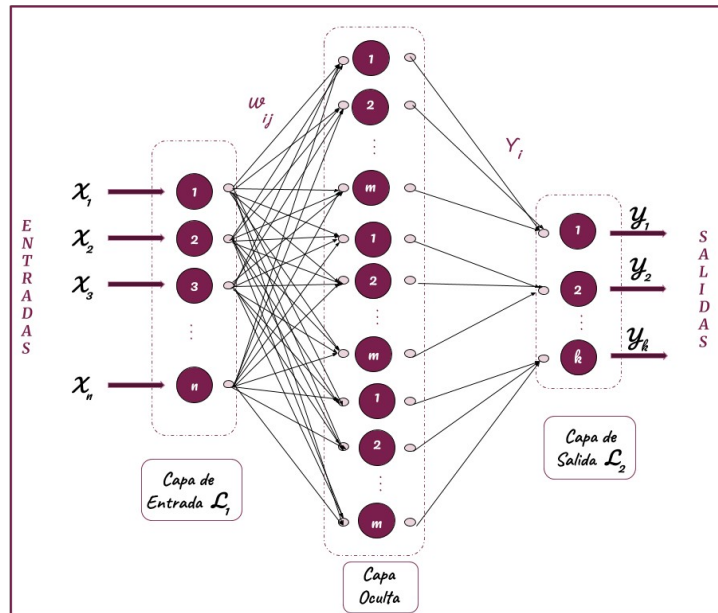 ENTRADAS
X₁
X₂
X₃
Xₙ
1
2
3
⋮
n
Capa de
Entrada L₁
w ij
1
2
⋮
m
1
2
⋮
m
1
2
⋮
m
Capa
Oculta
Yᵢ
1
2
⋮
k
Capa de
Salida L₂
Y₁
Y₂
Yₖ
SALIDAS